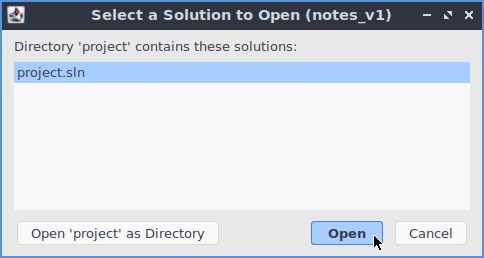 Select a Solution to Open (notes_v1)
Directory 'project' contains these solutions:
project.sln
Open 'project' as Directory
Open
Cancel